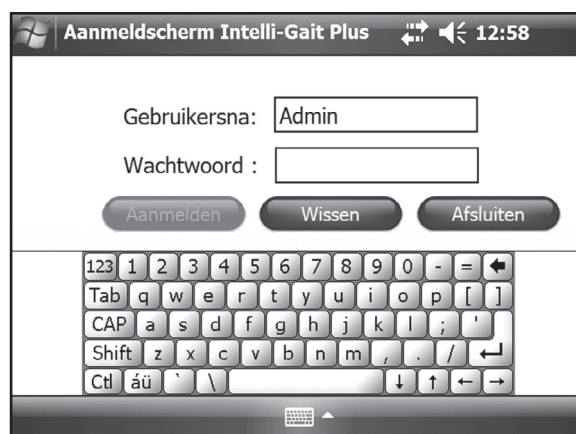 Aanmeldscherm Intelli-Gait Plus 12:58
Gebruikersna: Admin
Wachtwoord :
Aanmelden Wissen Afsluiten
123 1 2 3 4 5 6 7 8 9 0 - =
Tab q w e r t y u i o p [ ]
CAP a s d f g h j k l ; '
Shift z x c v b n m , . /
Ctl áü ` \